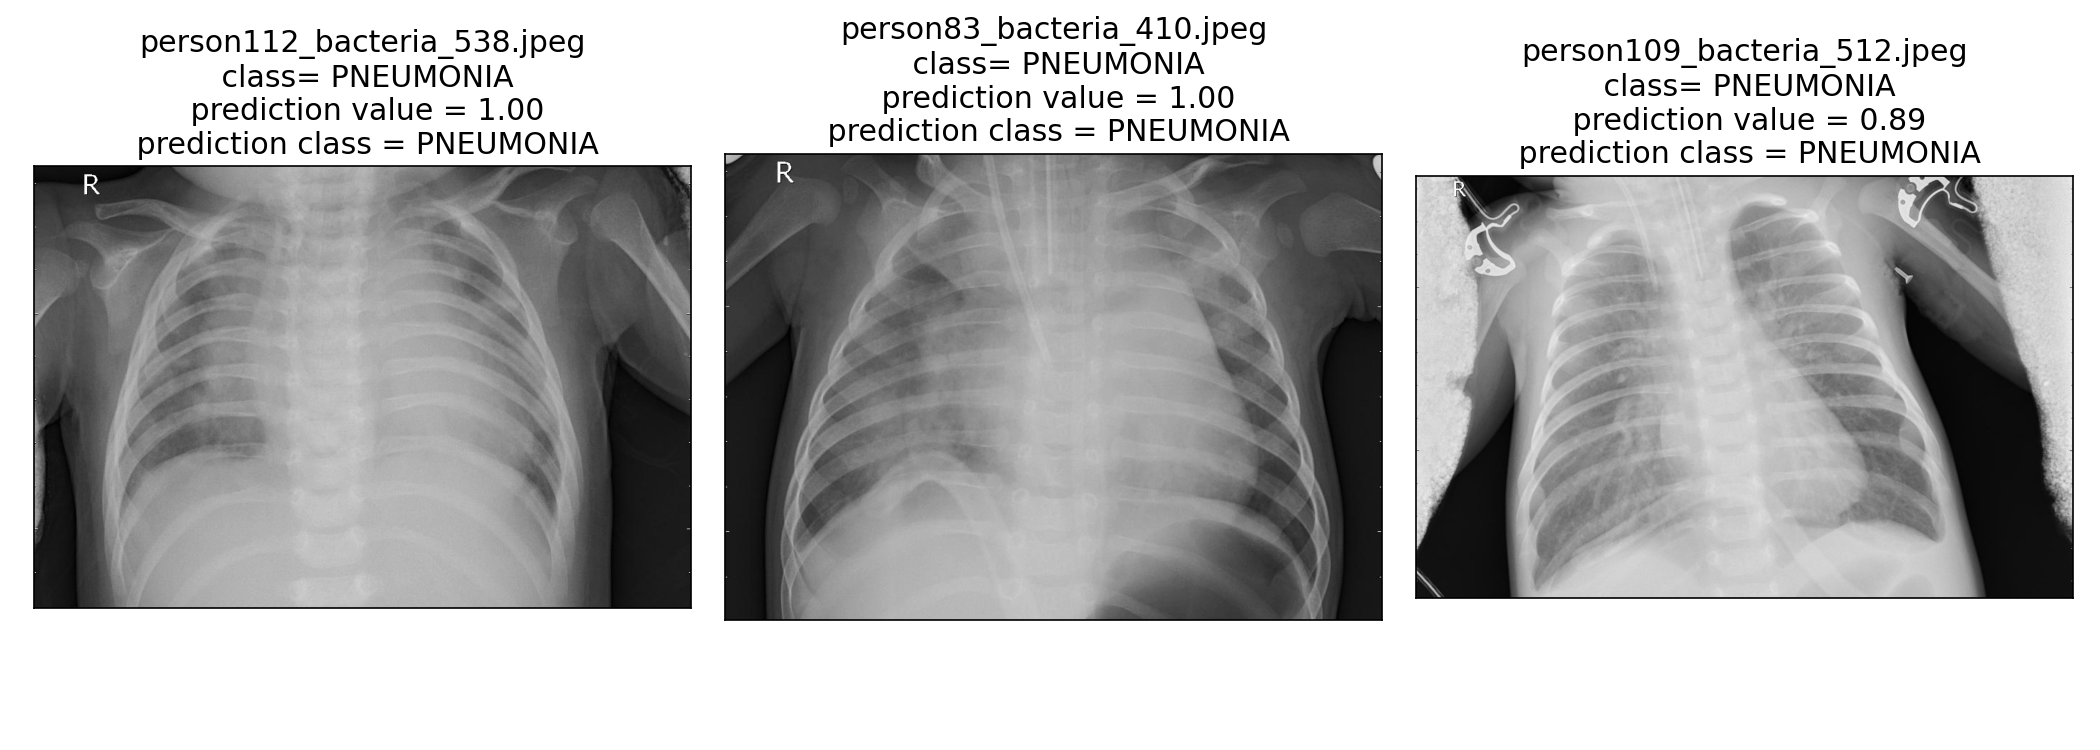 person112_bacteria_538.jpeg
class= PNEUMONIA
prediction value = 1.00
prediction class = PNEUMONIA
R
person83_bacteria_410.jpeg
class= PNEUMONIA
prediction value = 1.00
prediction class = PNEUMONIA
R
person109_bacteria_512.jpeg
class= PNEUMONIA
prediction value = 0.89
prediction class = PNEUMONIA
R